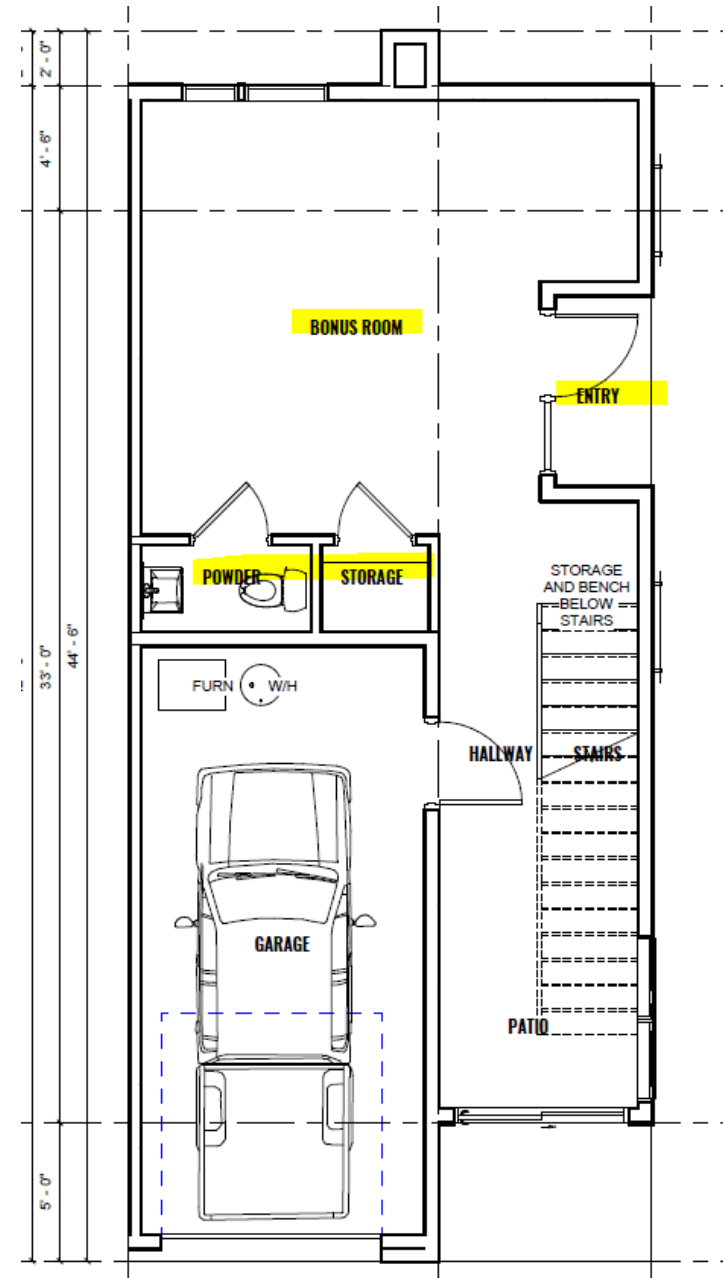 2' - 0"
4' - 6"
BONUS ROOM
ENTRY
POWDER
STORAGE
STORAGE
AND BENCH
BELOW
STAIRS
33' - 0"
44' - 6"
FURN
W/H
HALLWAY
STAIRS
GARAGE
PATIO
5' - 0"